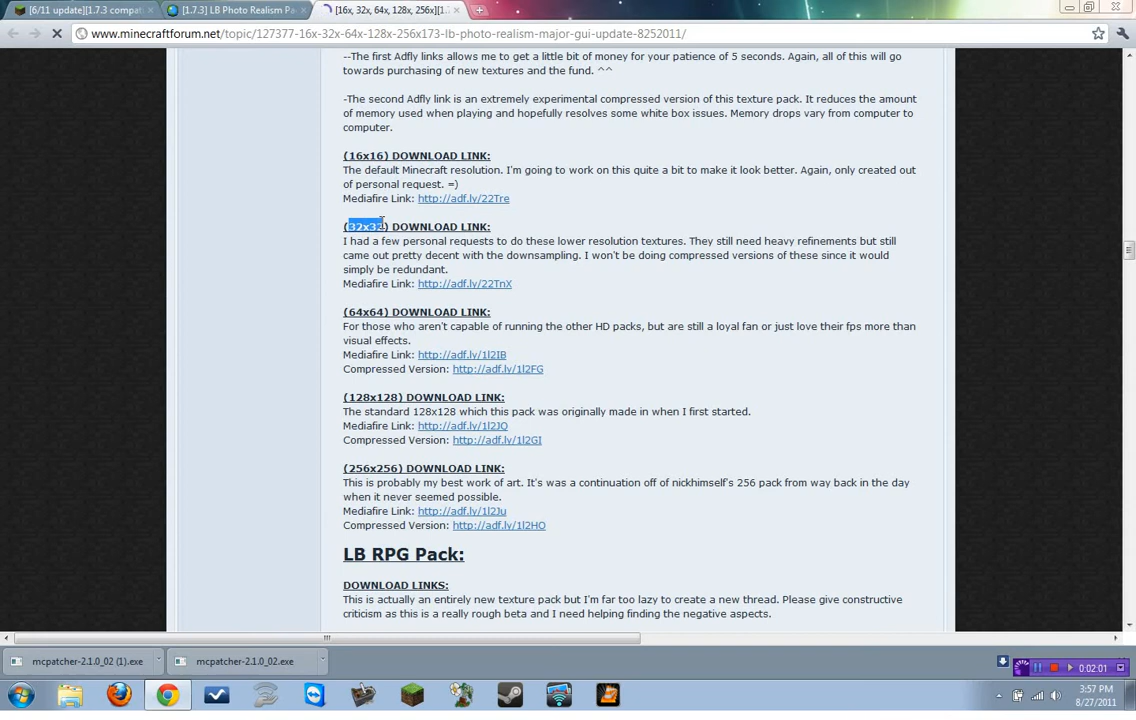 [6/11 update][1.7.3 compat
[1.7.3] LB Photo Realism Pa
[16x, 32x, 64x, 128x, 256x][1
www.minecraftforum.net/topic/127377-16x-32x-64x-128x-256x173-lb-photo-realism-major-gui-update-8252011/
--The first Adfly links allows me to get a little bit of money for your patience of 5 seconds. Again, all of this will go
towards purchasing of new textures and the fund. ^^
-The second Adfly link is an extremely experimental compressed version of this texture pack. It reduces the amount
of memory used when playing and hopefully resolves some white box issues. Memory drops vary from computer to
computer.
(16x16) DOWNLOAD LINK:
The default Minecraft resolution. I'm going to work on this quite a bit to make it look better. Again, only created out
of personal request. =)
Mediafire Link: http://adf.ly/22Tre
(32x32) DOWNLOAD LINK:
I had a few personal requests to do these lower resolution textures. They still need heavy refinements but still
came out pretty decent with the downsampling. I won't be doing compressed versions of these since it would
simply be redundant.
Mediafire Link: http://adf.ly/22TnX
(64x64) DOWNLOAD LINK:
For those who aren't capable of running the other HD packs, but are still a loyal fan or just love their fps more than
visual effects.
Mediafire Link: http://adf.ly/1l2IB
Compressed Version: http://adf.ly/1l2FG
(128x128) DOWNLOAD LINK:
The standard 128x128 which this pack was originally made in when I first started.
Mediafire Link: http://adf.ly/1l2JO
Compressed Version: http://adf.ly/1l2GI
(256x256) DOWNLOAD LINK:
This is probably my best work of art. It's was a continuation off of nickhimself's 256 pack from way back in the day
when it never seemed possible.
Mediafire Link: http://adf.ly/1l2Ju
Compressed Version: http://adf.ly/1l2HO
LB RPG Pack:
DOWNLOAD LINKS:
This is actually an entirely new texture pack but I'm far too lazy to create a new thread. Please give constructive
criticism as this is a really rough beta and I need helping finding the negative aspects.
mcpatcher-2.1.0_02 (1).exe
mcpatcher-2.1.0_02.exe
0:02:01
3:57 PM
8/27/2011